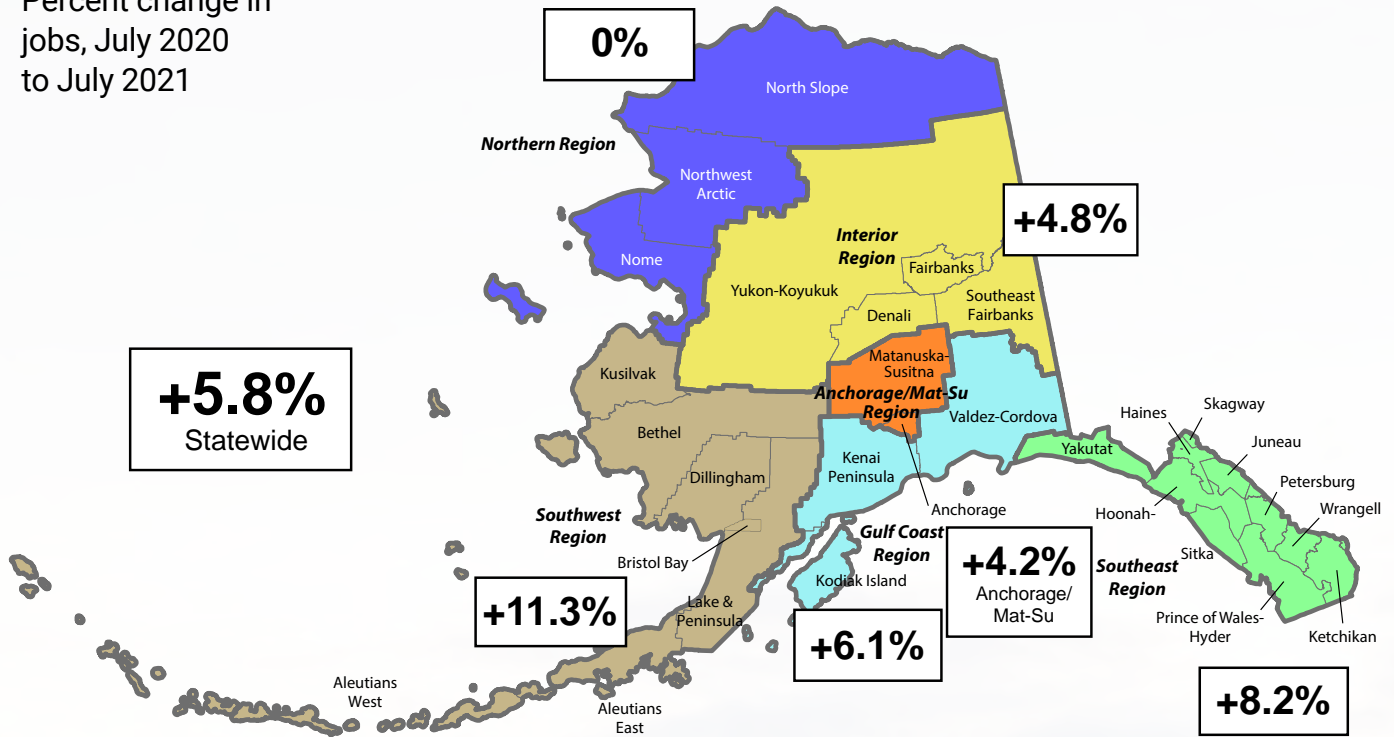 Percent change in
jobs, July 2020
to July 2021
0%
North Slope
Northern Region
Northwest
Arctic
+4.8%
Interior
Region
Nome
Fairbanks
Yukon-Koyukuk
Southeast
Fairbanks
Denali
+5.8%
Statewide
Matanuska-
Susitna
Kusilvak
Anchorage/Mat-Su
Region
Valdez-Cordova
Haines
Skagway
Bethel
Yakutat
Juneau
Kenai
Peninsula
Dillingham
Petersburg
Anchorage
Wrangell
Hoonah-
Southwest
Region
Gulf Coast
Region
Sitka
Bristol Bay
+4.2%
Anchorage/
Mat-Su
Southeast
Region
Kodiak Island
+11.3%
Lake &
Peninsula
Prince of Wales-
Hyder
Ketchikan
+6.1%
+8.2%
Aleutians
West
Aleutians
East